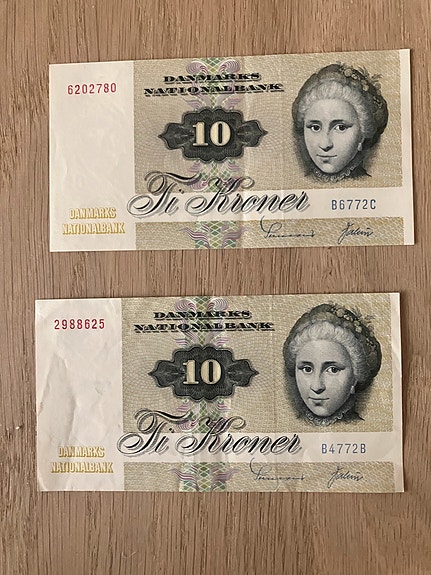 6202780
DANMARKS
NATIONALBANK
10
Ti Kroner
B6772C
DANMARKS
NATIONALBANK
2988625
DANMARKS
NATIONALBANK
10
Ti Kroner
B4772B
DANMARKS
NATIONALBANK